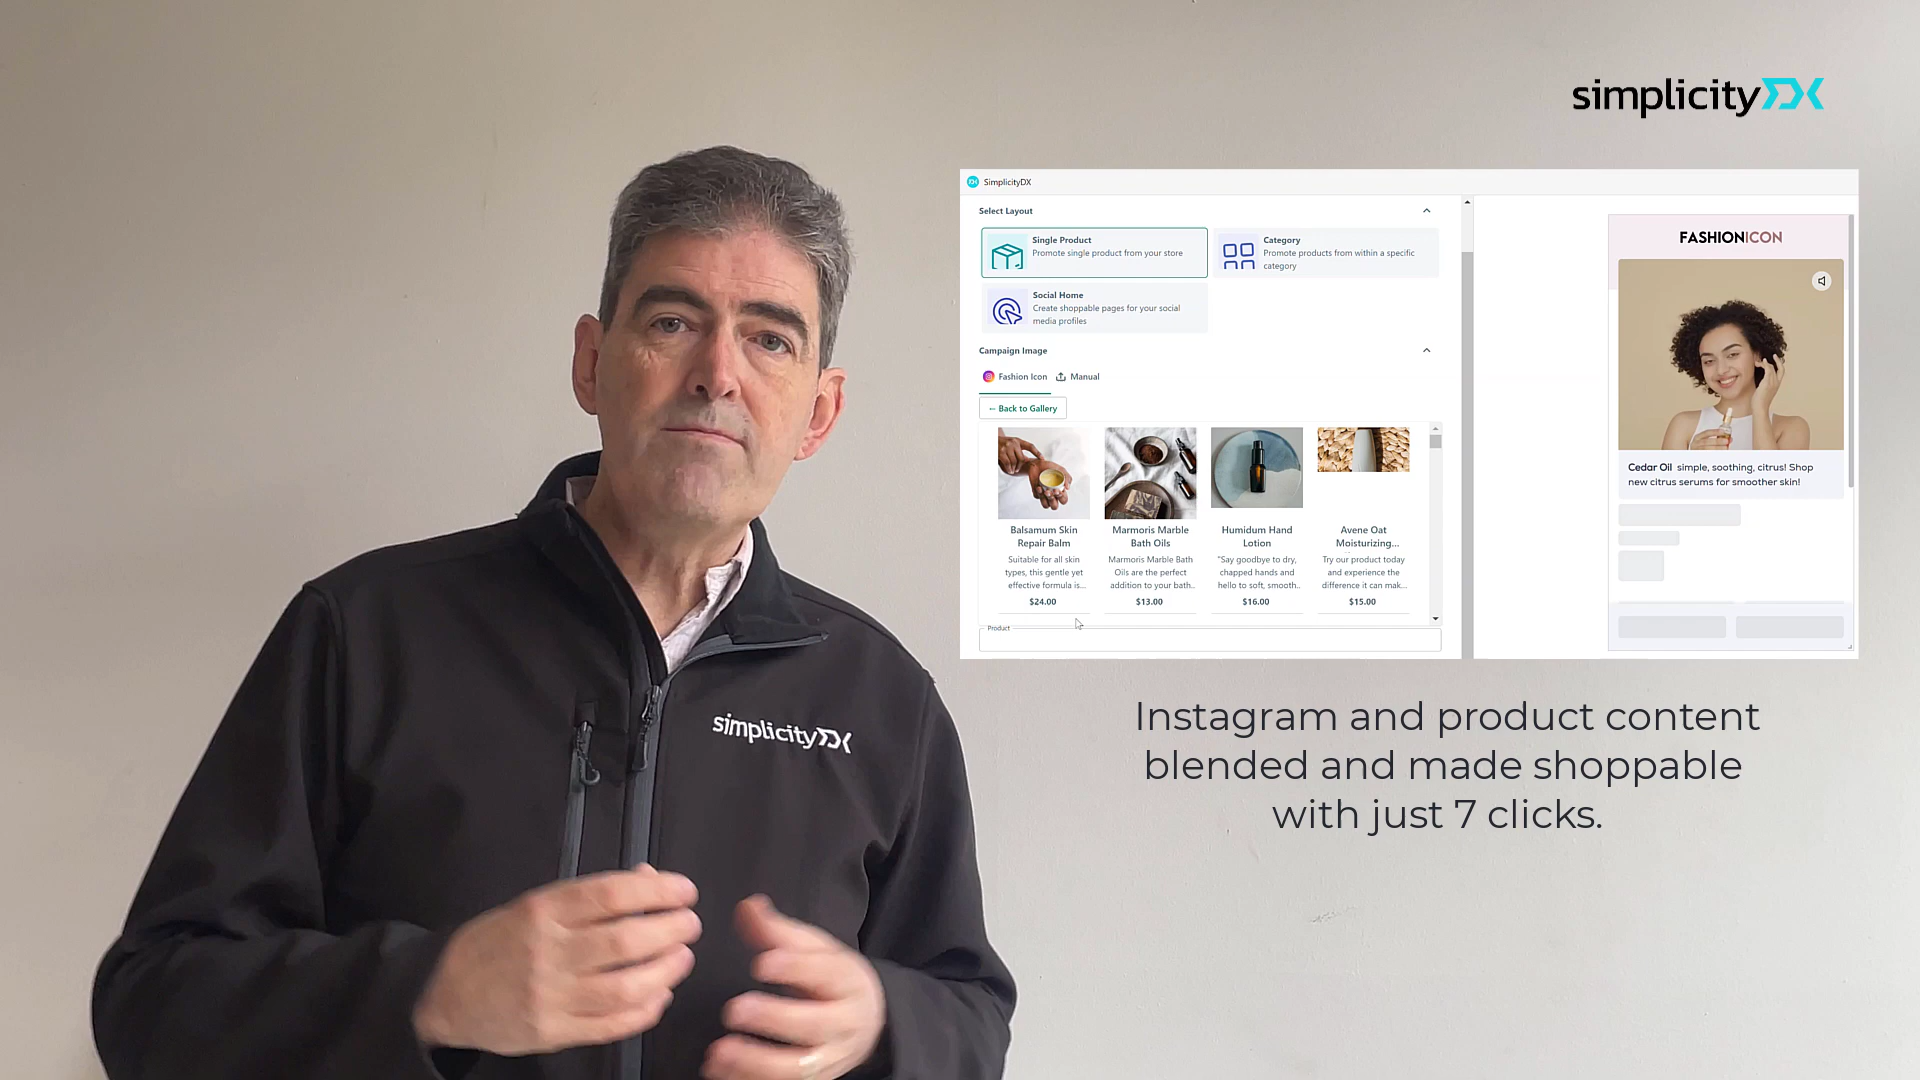 simplicityDX
SimplicityDX
Select Layout
Single Product
Promote single product from your store
Category
Promote products from within a specific
category
Social Home
Create shoppable pages for your social
media profiles
Campaign Image
Fashion Icon
Manual
← Back to Gallery
Balsamum Skin
Repair Balm
Suitable for all skin
types, this gentle yet
effective formula is...
$24.00
Marmoris Marble
Bath Oils
Marmoris Marble Bath
Oils are the perfect
addition to your bath..
$13.00
Humidum Hand
Lotion
"Say goodbye to dry,
chapped hands and
hello to soft, smooth..
$16.00
Avene Oat
Moisturizing...
Try our product today
and experience the
difference it can mak...
$15.00
Product
FASHIONICON
Cedar Oil simple, soothing, citrus! Shop
new citrus serums for smoother skin!
simplicityDX
Instagram and product content
blended and made shoppable
with just 7 clicks.